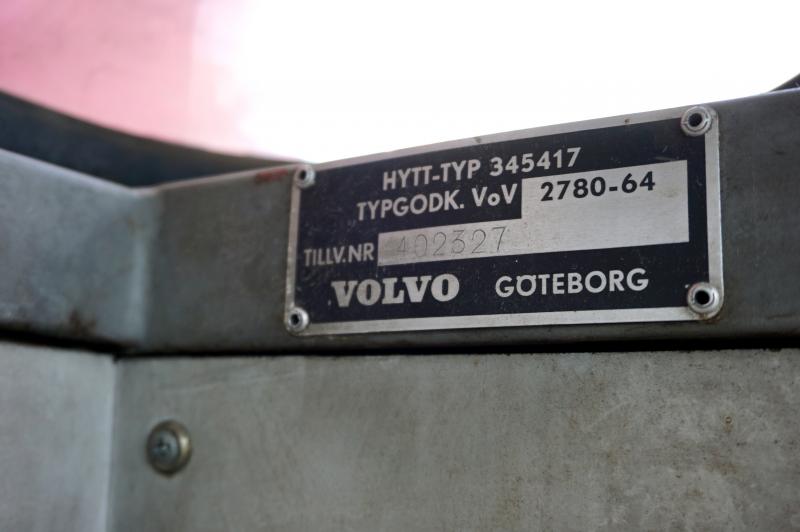 HYTT-TYP 345417
TYPGODK. VoV 2780-64
TILLV.NR 402327
VOLVO GÖTEBORG